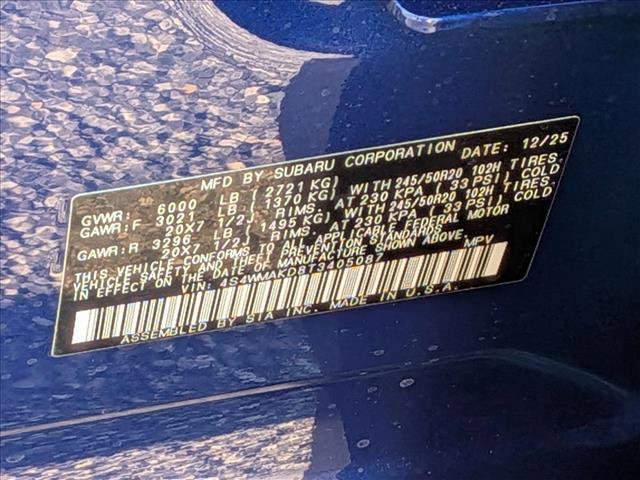 MFD BY SUBARU CORPORATION DATE: 12/25
GVWR: 6000 LB (2721 KG)
GAWR:F 3021 LB (1370 KG) WITH 245/50R20 102H TIRES,
20X7 1/2J RIMS, AT 230 KPA (33 PSI) COLD
GAWR:R 3296 LB (1495 KG) WITH 245/50R20 102H TIRES,
20X7 1/2J RIMS, AT 230 KPA (33 PSI) COLD
THIS VEHICLE CONFORMS TO ALL APPLICABLE FEDERAL MOTOR
VEHICLE SAFETY AND THEFT PREVENTION STANDARDS
IN EFFECT ON THE DATE OF MANUFACTURE SHOWN ABOVE.
VIN: 4S4WMAKD8T3405087 MPV
ASSEMBLED BY SIA INC. MADE IN U.S.A.